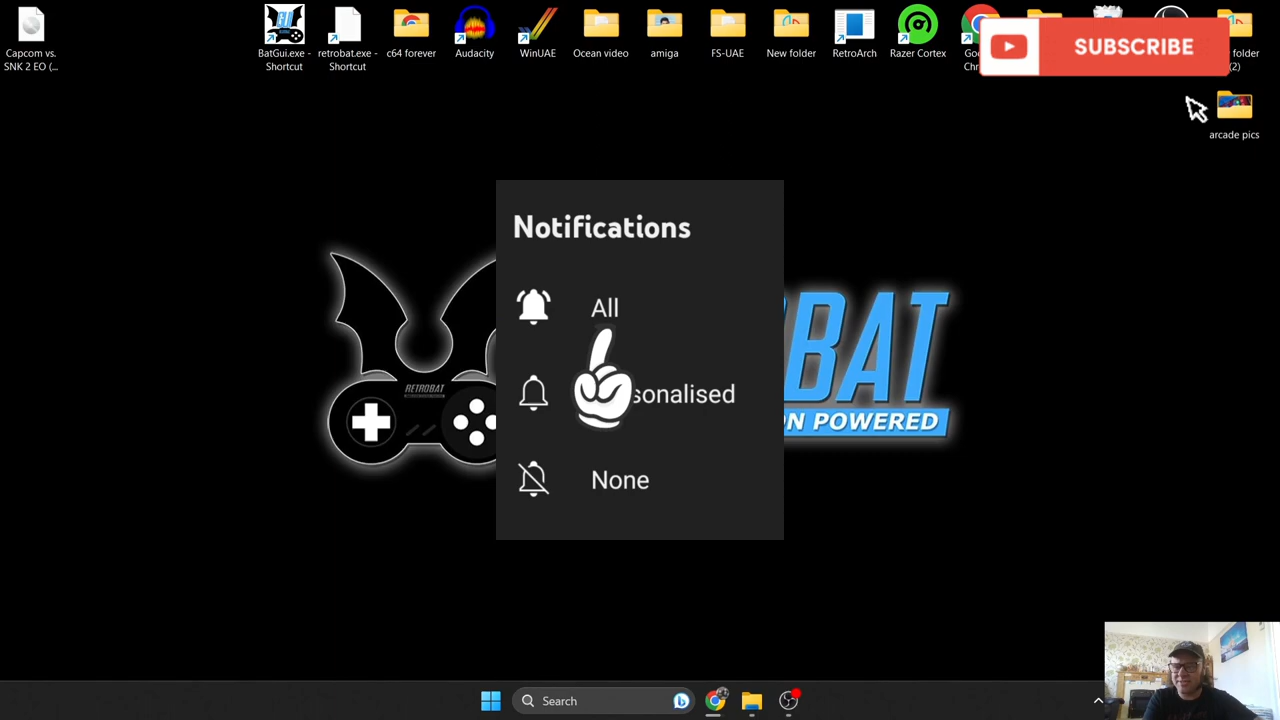 Capcom vs.
SNK 2 EO (...
BatGui.exe -
Shortcut
retrobat.exe -
Shortcut
c64 forever
Audacity
WinUAE
Ocean video
amiga
FS-UAE
New folder
RetroArch
Razer Cortex
SUBSCRIBE
folder
(2)
arcade pics
Notifications
All
sonalised
None
RETROBAT
BAT
ON POWERED
Search